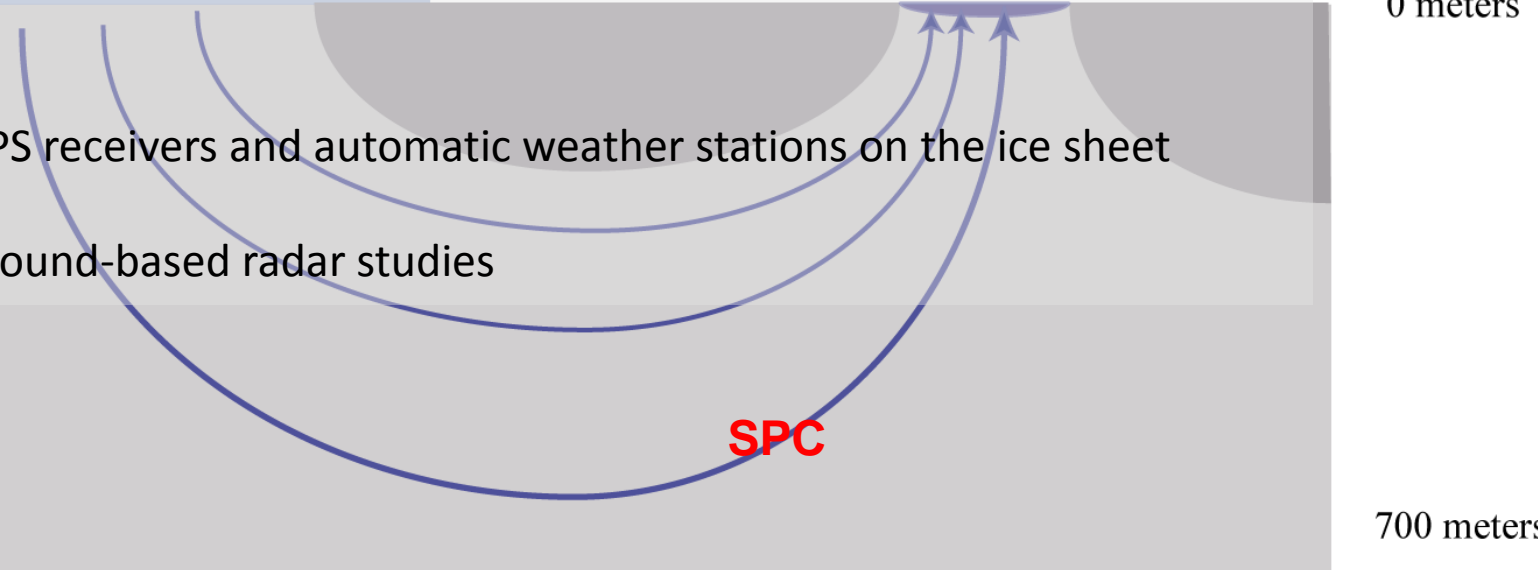 0 meters
PS receivers and automatic weather stations on the ice sheet
ound-based radar studies
SPC
700 meters